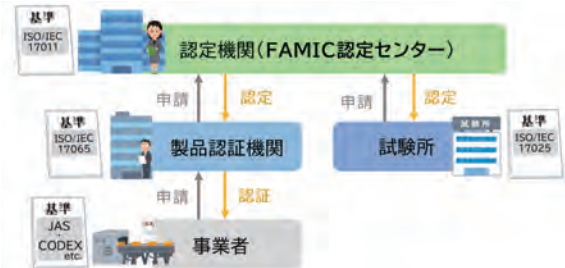 基準
ISO/IEC
17011
認定機関(FAMIC認定センター)
申請
認定
申請
認定
基準
ISO/IEC
17065
製品認証機関
試験所
試験所
基準
ISO/IEC
17025
申請
認証
基準
JAS
・
CODEX
etc.
事業者